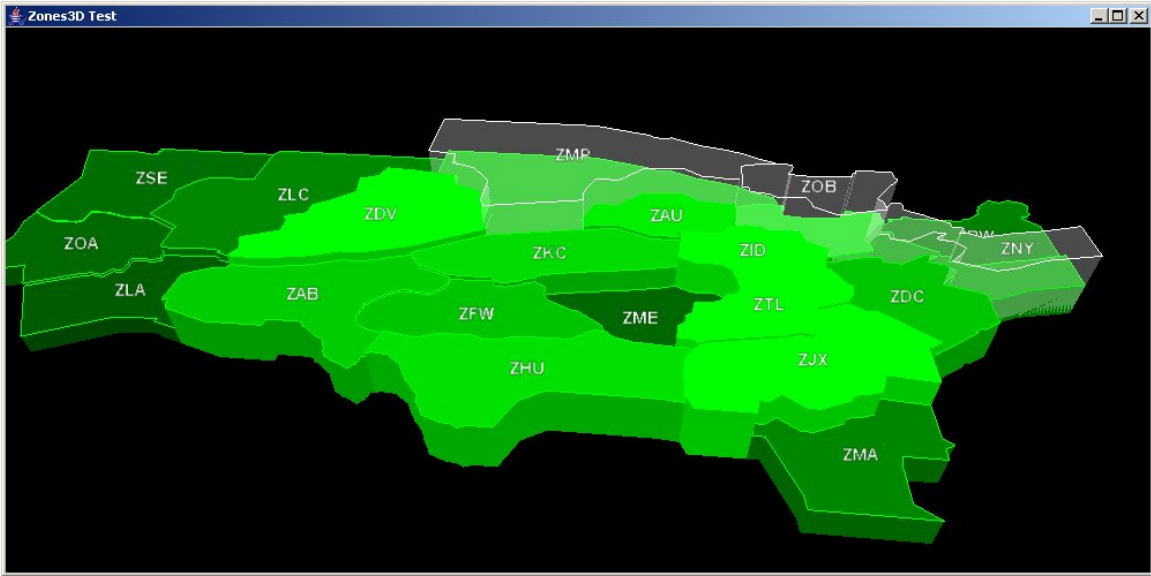 Zones3D Test
ZMP
ZSE
ZLC
ZOB
ZDV
ZAU
ZOA
ZNY
ZID
ZKC
ZLA
ZAB
ZDC
ZTL
ZFW
ZME
ZJX
ZHU
ZMA